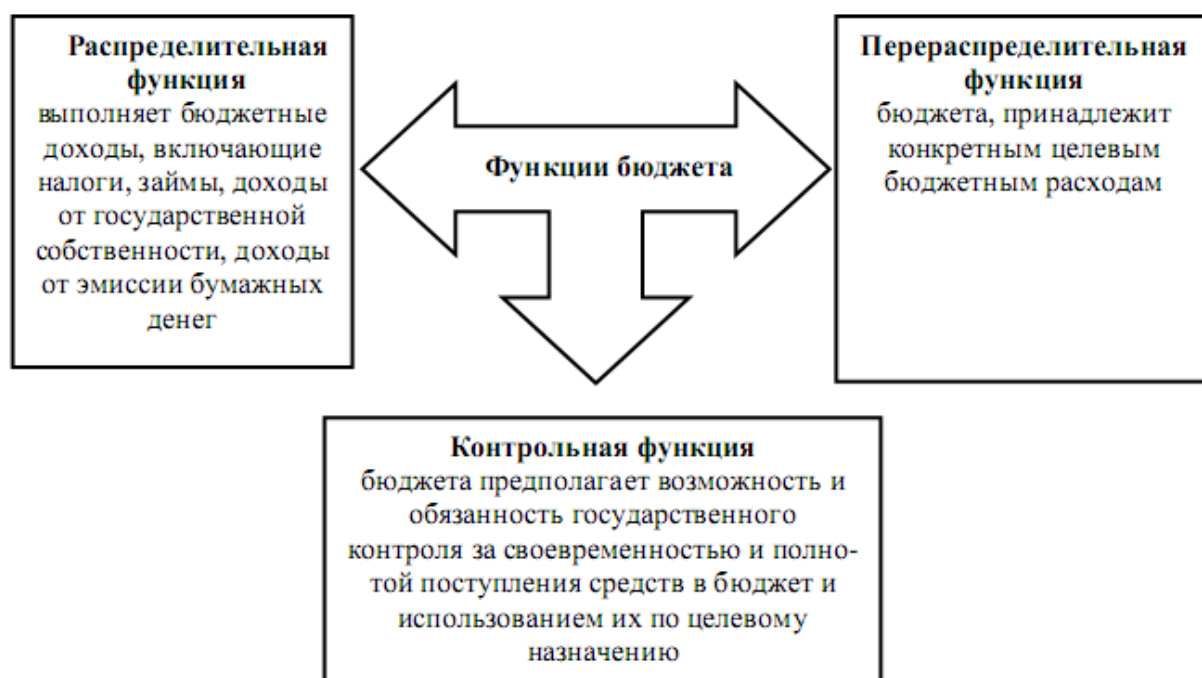 Распределительная
функция
выполняет бюджетные
доходы, включающие
налоги, займы, доходы
от государственной
собственности, доходы
от эмиссии бумажных
денег
Функции бюджета
Перераспределительная
функция
бюджета, принадлежит
конкретным целевым
бюджетным расходам
Контрольная функция
бюджета предполагает возможность и
обязанность государственного
контроля за своевременностью и полно-
той поступления средств в бюджет и
использованием их по целевому
назначению